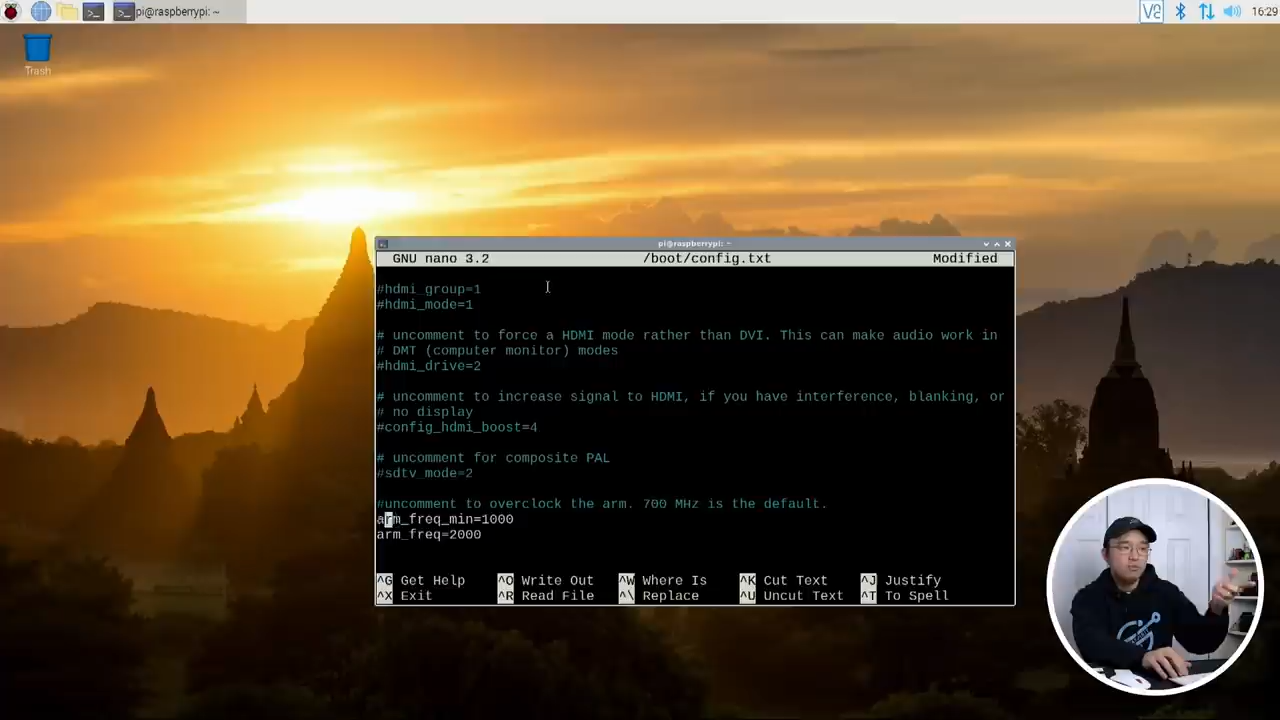 pi@raspberrypi: ~
16:29
Trash
pi@raspberrypi: ~
GNU nano 3.2 /boot/config.txt Modified
#hdmi_group=1
#hdmi_mode=1
# uncomment to force a HDMI mode rather than DVI. This can make audio work in
# DMT (computer monitor) modes
#hdmi_drive=2
# uncomment to increase signal to HDMI, if you have interference, blanking, or
# no display
#config_hdmi_boost=4
# uncomment for composite PAL
#sdtv_mode=2
#uncomment to overclock the arm. 700 MHz is the default.
arm_freq_min=1000
arm_freq=2000
^G Get Help ^O Write Out ^W Where Is ^K Cut Text ^J Justify
^X Exit ^R Read File ^\ Replace ^U Uncut Text ^T To Spell